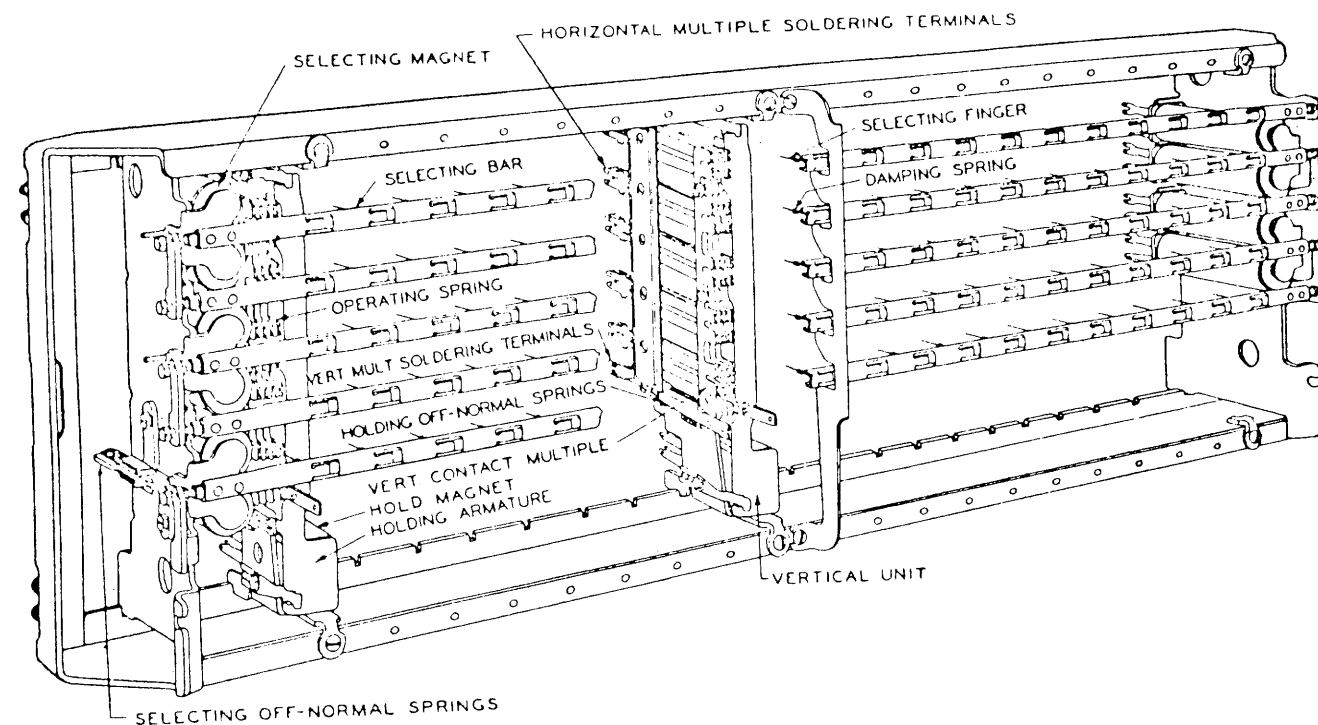 HORIZONTAL MULTIPLE SOLDERING TERMINALS
SELECTING MAGNET
SELECTING FINGER
SELECTING BAR
DAMPING SPRING
OPERATING SPRING
VERT MULT SOLDERING TERMINALS
HOLDING OFF-NORMAL SPRINGS
VERT CONTACT MULTIPLE
HOLD MAGNET
HOLDING ARMATURE
VERTICAL UNIT
SELECTING OFF-NORMAL SPRINGS